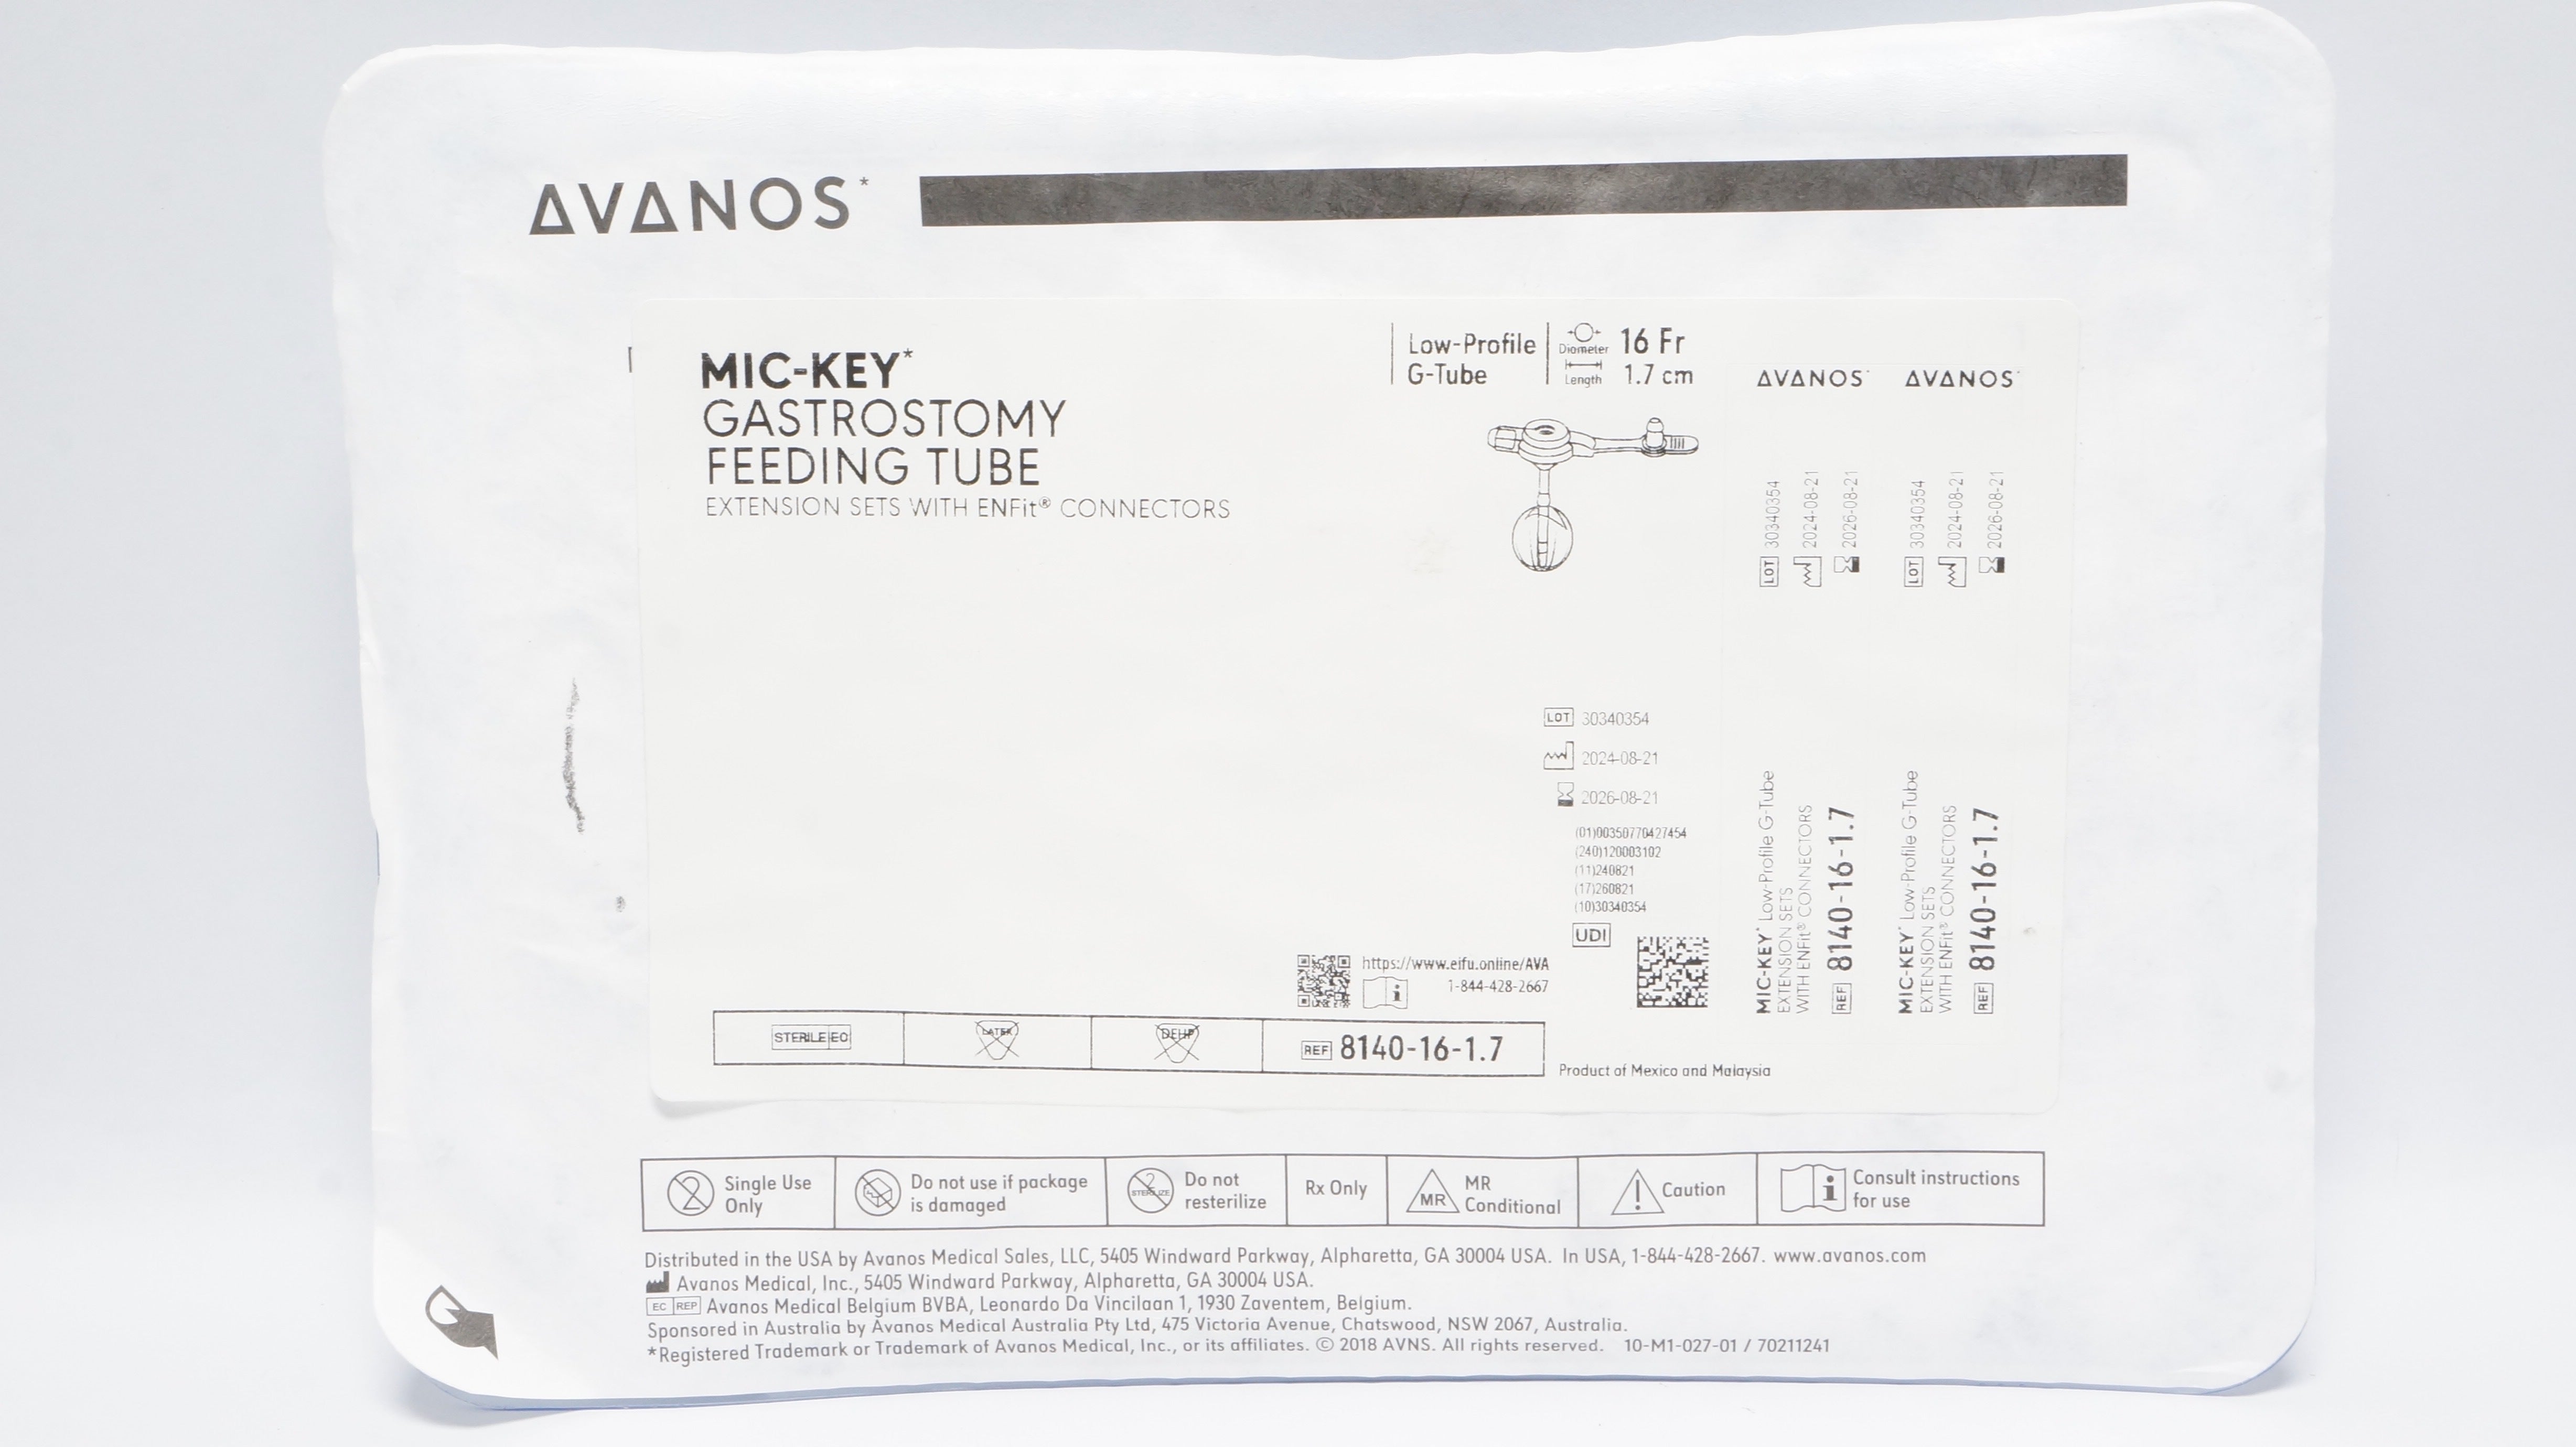 AVANOS*
MIC-KEY*
GASTROSTOMY
FEEDING TUBE
EXTENSION SETS WITH ENFit® CONNECTORS
Low-Profile
G-Tube
Diameter 16 Fr
Length 1.7 cm
LOT 30340354
2024-08-21
2026-08-21
(01)00350770427454
(240)120003102
(11)240821
(17)260821
(10)30340354
UDI
https://www.eifu.online/AVA
1-844-428-2667
STERILE EO
LATEX
DEHP
REF 8140-16-1.7
Product of Mexico and Malaysia
AVANOS*
LOT 30340354
2024-08-21
2026-08-21
MIC-KEY* Low-Profile G-Tube
EXTENSION SETS
WITH ENFit® CONNECTORS
REF 8140-16-1.7
AVANOS*
LOT 30340354
2024-08-21
2026-08-21
MIC-KEY* Low-Profile G-Tube
EXTENSION SETS
WITH ENFit® CONNECTORS
REF 8140-16-1.7
2 Single Use
Only
Do not use if package
is damaged
2
STERILIZE
Do not
resterilize
Rx Only
MR
MR
Conditional
! Caution
i Consult instructions
for use
Distributed in the USA by Avanos Medical Sales, LLC, 5405 Windward Parkway, Alpharetta, GA 30004 USA. In USA, 1-844-428-2667. www.avanos.com
Avanos Medical, Inc., 5405 Windward Parkway, Alpharetta, GA 30004 USA.
EC REP Avanos Medical Belgium BVBA, Leonardo Da Vincilaan 1, 1930 Zaventem, Belgium.
Sponsored in Australia by Avanos Medical Australia Pty Ltd, 475 Victoria Avenue, Chatswood, NSW 2067, Australia.
*Registered Trademark or Trademark of Avanos Medical, Inc., or its affiliates. © 2018 AVNS. All rights reserved. 10-M1-027-01 / 70211241